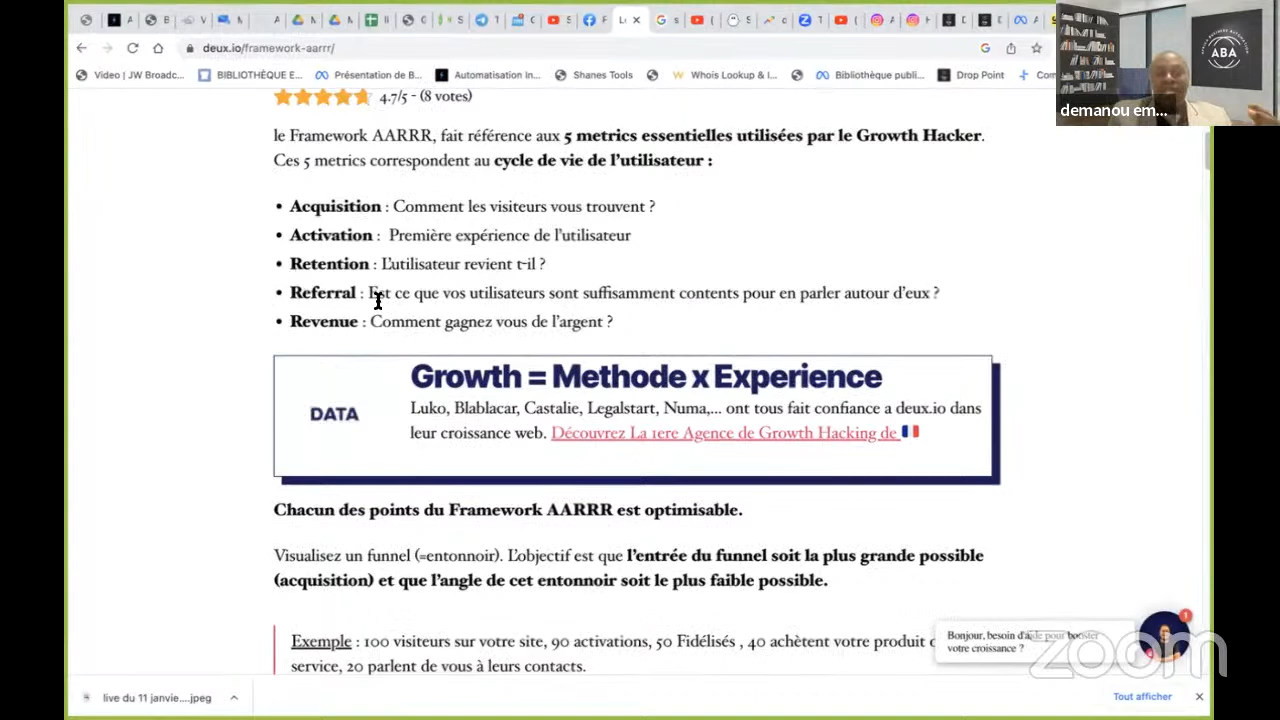 deux.io/framework-aarrr/
Video | JW Broadc...
BIBLIOTHÈQUE E...
Présentation de B...
Automatisation In...
Shanes Tools
Whois Lookup & I...
Bibliothèque publi...
Drop Point
Com
ABA
demanou em...
4.7/5 - (8 votes)
le Framework AARRR, fait référence aux 5 metrics essentielles utilisées par le Growth Hacker.
Ces 5 metrics correspondent au cycle de vie de l'utilisateur :
• Acquisition : Comment les visiteurs vous trouvent ?
• Activation : Première expérience de l'utilisateur
• Retention : L'utilisateur revient t-il ?
• Referral : Est ce que vos utilisateurs sont suffisamment contents pour en parler autour d'eux ?
• Revenue : Comment gagnez vous de l'argent ?
Growth = Methode x Experience
DATA
Luko, Blablacar, Castalie, Legalstart, Numa,... ont tous fait confiance a deux.io dans
leur croissance web. Découvrez La 1ere Agence de Growth Hacking de
Chacun des points du Framework AARRR est optimisable.
Visualisez un funnel (=entonnoir). L'objectif est que l'entrée du funnel soit la plus grande possible
(acquisition) et que l'angle de cet entonnoir soit le plus faible possible.
Exemple : 100 visiteurs sur votre site, 90 activations, 50 Fidélisés , 40 achètent votre produit
service, 20 parlent de vous à leurs contacts.
Bonjour, besoin d'aide pour booster
votre croissance ?
1
zoom
live du 11 janvie....jpeg
Tout afficher